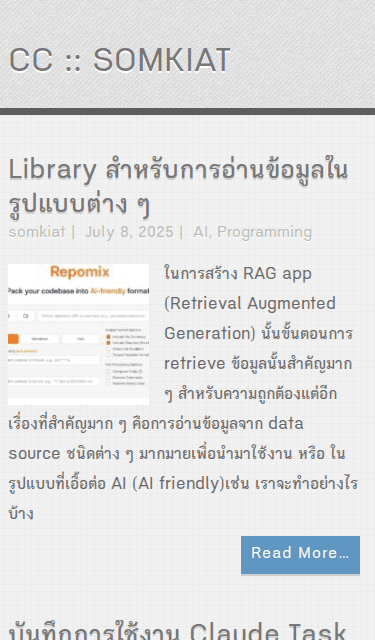 CC :: SOMKIAT
Library สำหรับการอ่านข้อมูลใน
รูปแบบต่าง ๆ
somkiat | July 8, 2025 | AI, Programming
Repomix
Pack your codebase into AI-friendly format
ในการสร้าง RAG app
(Retrieval Augmented
Generation) นั้นขั้นตอนการ
retrieve ข้อมูลนั้นสำคัญมาก
ๆ สำหรับความถูกต้องแต่อีก
เรื่องที่สำคัญมาก ๆ คือการอ่านข้อมูลจาก data
source ชนิดต่าง ๆ มากมายเพื่อนำมาใช้งาน หรือ ใน
รูปแบบที่เอื้อต่อ AI (AI friendly)เช่น เราจะทำอย่างไร
บ้าง
Read More…
บันทึกการใช้งาน Claude Task